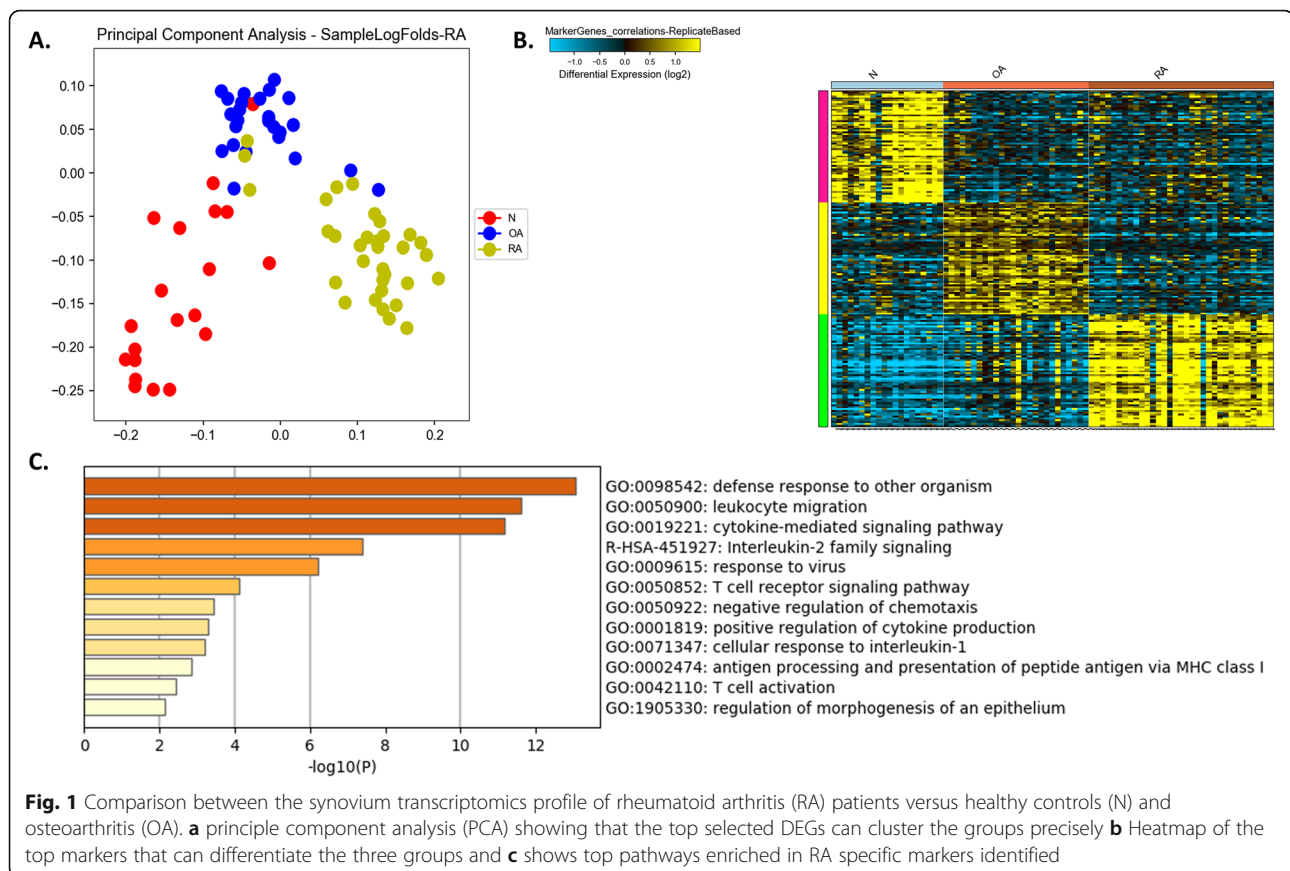 A.
Principal Component Analysis - SampleLogFolds-RA
0.10
0.05
0.00
−0.05
−0.10
−0.15
−0.20
−0.25
−0.2
−0.1
0.0
0.1
0.2
N
OA
RA
B.
MarkerGenes_correlations-ReplicateBased
−1.0
−0.5
0.0
0.5
1.0
Differential Expression (log2)
N
OA
RA
C.
GO:0098542: defense response to other organism
GO:0050900: leukocyte migration
GO:0019221: cytokine-mediated signaling pathway
R-HSA-451927: Interleukin-2 family signaling
GO:0009615: response to virus
GO:0050852: T cell receptor signaling pathway
GO:0050922: negative regulation of chemotaxis
GO:0001819: positive regulation of cytokine production
GO:0071347: cellular response to interleukin-1
GO:0002474: antigen processing and presentation of peptide antigen via MHC class I
GO:0042110: T cell activation
GO:1905330: regulation of morphogenesis of an epithelium
0
2
4
6
8
10
12
-log10(P)
Fig. 1 Comparison between the synovium transcriptomics profile of rheumatoid arthritis (RA) patients versus healthy controls (N) and
osteoarthritis (OA). a principle component analysis (PCA) showing that the top selected DEGs can cluster the groups precisely b Heatmap of the
top markers that can differentiate the three groups and c shows top pathways enriched in RA specific markers identified